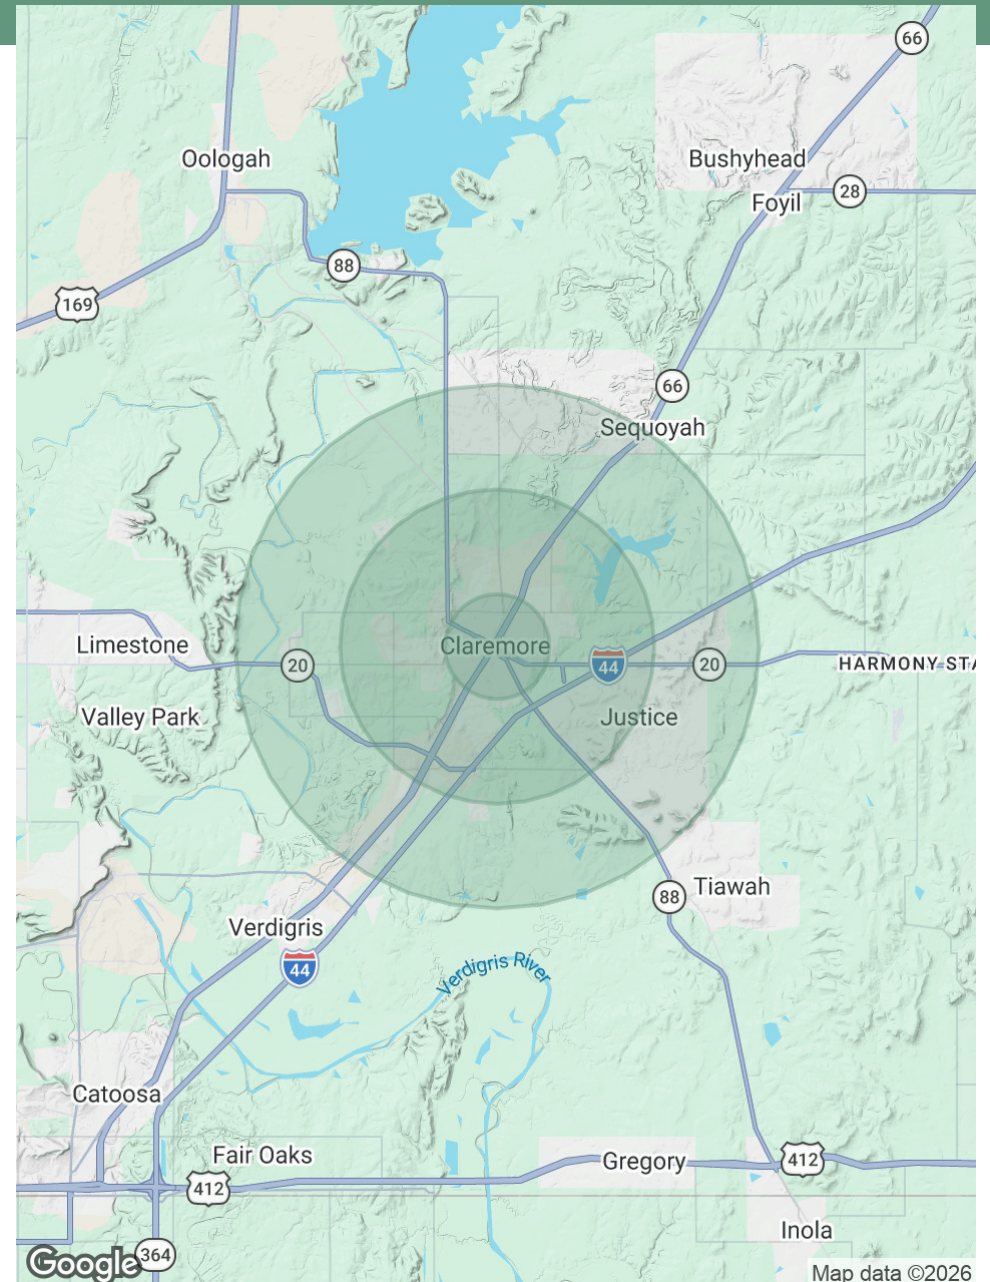 66
Oologah
Bushyhead
28
Foyil
88
169
66
Sequoyah
Claremore
Limestone
20
44
20
HARMONY STA
Valley Park
Justice
Tiawah
88
Verdigris
44
Verdigris River
Catoosa
Fair Oaks
Gregory
412
412
Inola
Google
364
Map data ©2026